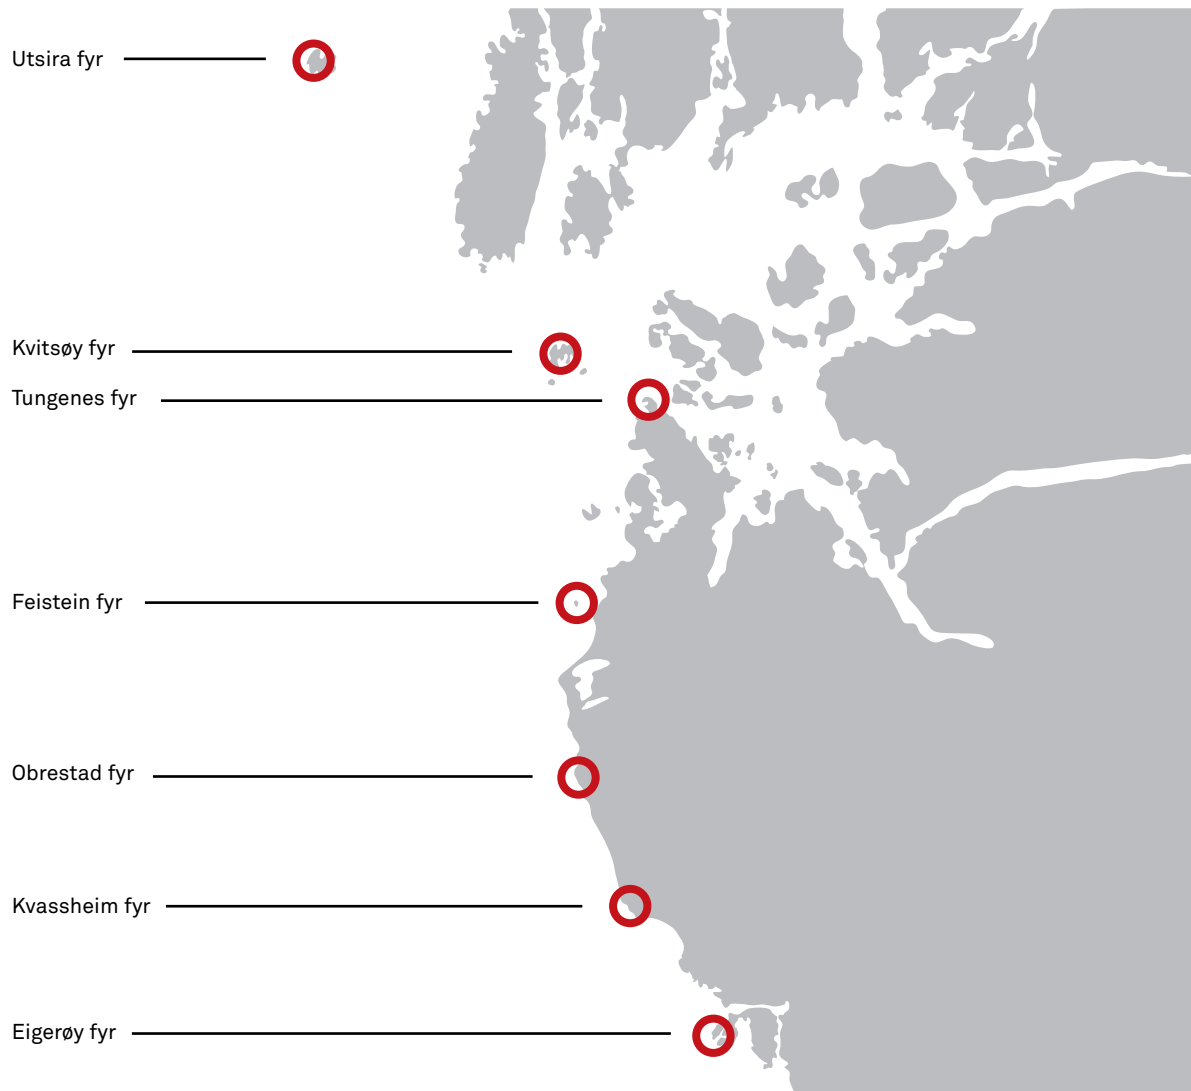 Utsira fyr
Kvitsøy fyr
Tungenes fyr
Feistein fyr
Obrestad fyr
Kvassheim fyr
Eigerøy fyr